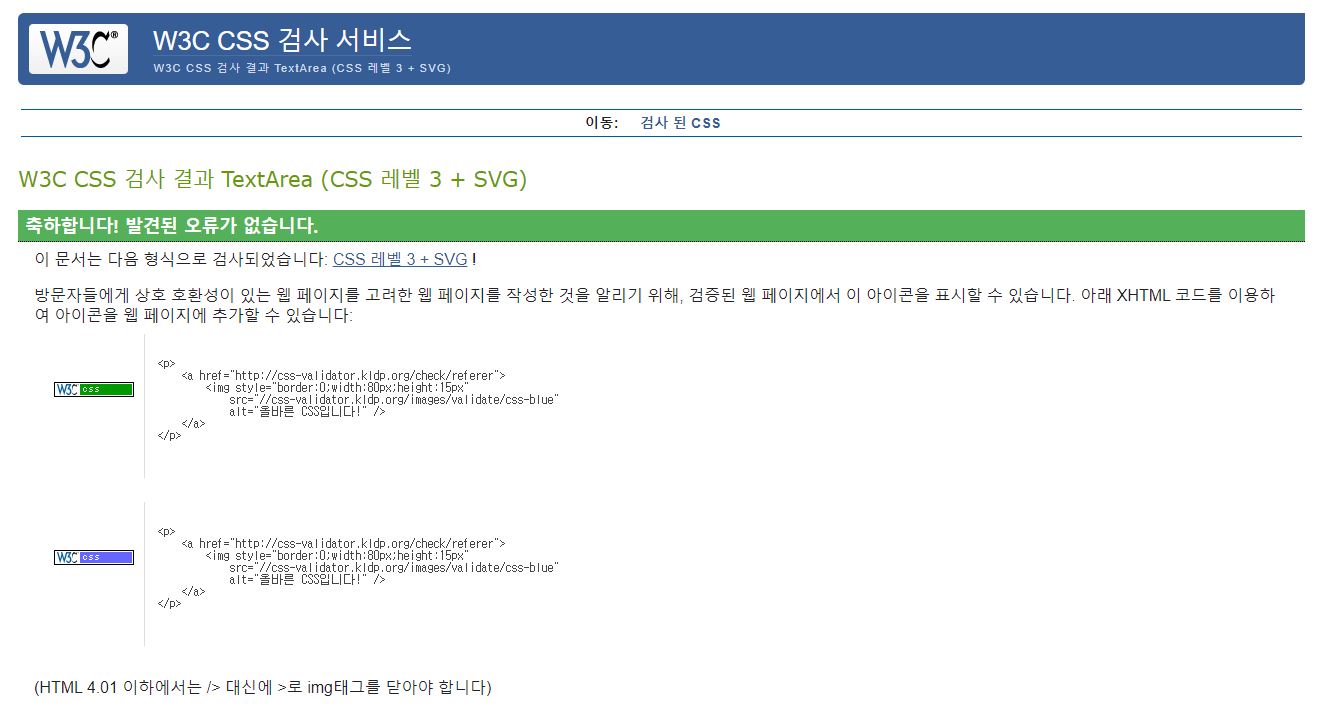 W3C®
W3C CSS 검사 서비스
W3C CSS 검사 결과 TextArea (CSS 레벨 3 + SVG)
이동: 검사 된 CSS
W3C CSS 검사 결과 TextArea (CSS 레벨 3 + SVG)
축하합니다! 발견된 오류가 없습니다.
이 문서는 다음 형식으로 검사되었습니다: CSS 레벨 3 + SVG !
방문자들에게 상호 호환성이 있는 웹 페이지를 고려한 웹 페이지를 작성한 것을 알리기 위해, 검증된 웹 페이지에서 이 아이콘을 표시할 수 있습니다. 아래 XHTML 코드를 이용하
여 아이콘을 웹 페이지에 추가할 수 있습니다:
W3C css
<p>
<a href="http://css-validator.kldp.org/check/referer">
<img style="border:0;width:80px;height:15px"
src="//css-validator.kldp.org/images/validate/css-blue"
alt="올바른 CSS입니다!" />
</a>
</p>
W3C css
<p>
<a href="http://css-validator.kldp.org/check/referer">
<img style="border:0;width:80px;height:15px"
src="//css-validator.kldp.org/images/validate/css-blue"
alt="올바른 CSS입니다!" />
</a>
</p>
(HTML 4.01 이하에서는 /> 대신에 >로 img태그를 닫아야 합니다)